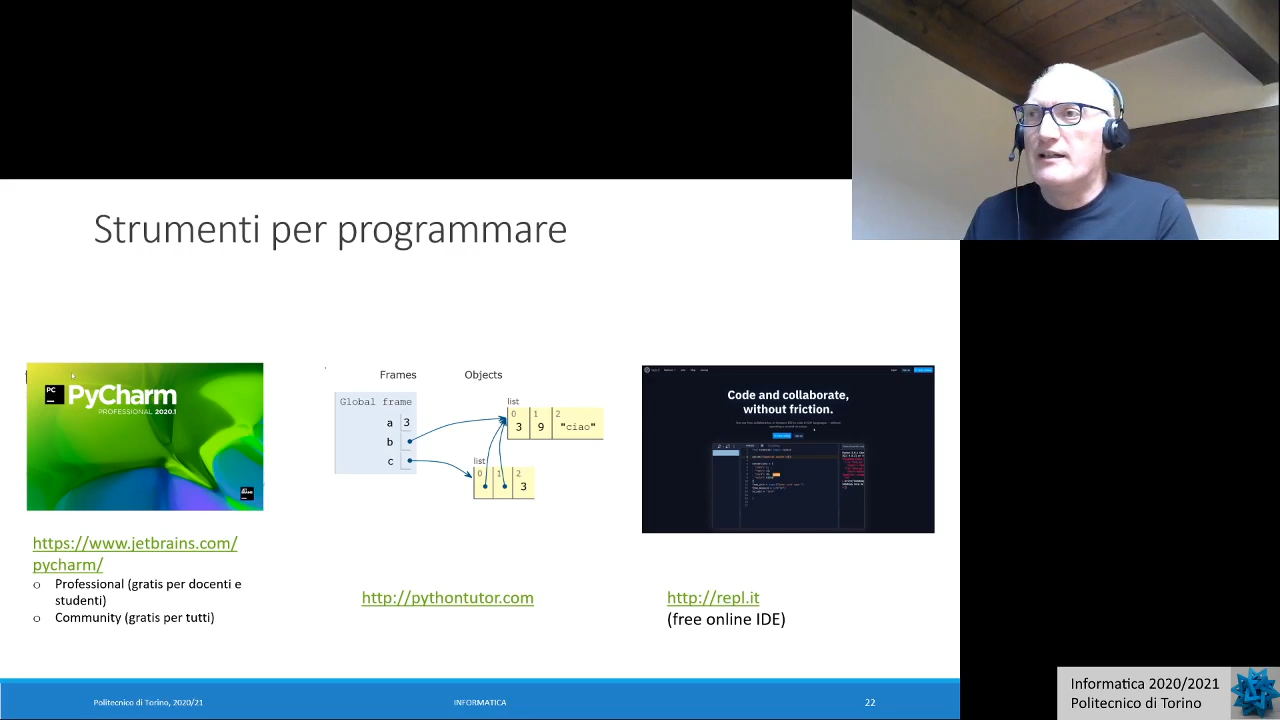 Strumenti per programmare
PC
PyCharm
PROFESSIONAL 2020.1
JET
BRAINS
https://www.jetbrains.com/
pycharm/
o Professional (gratis per docenti e
studenti)
o Community (gratis per tutti)
Frames
Objects
Global frame
a 3
b
c
list
0 1 2
3 9 "ciao"
list
0 1 2
3
http://pythontutor.com
Code and collaborate,
without friction.
http://repl.it
(free online IDE)
Politecnico di Torino, 2020/21
INFORMATICA
22
Informatica 2020/2021
Politecnico di Torino